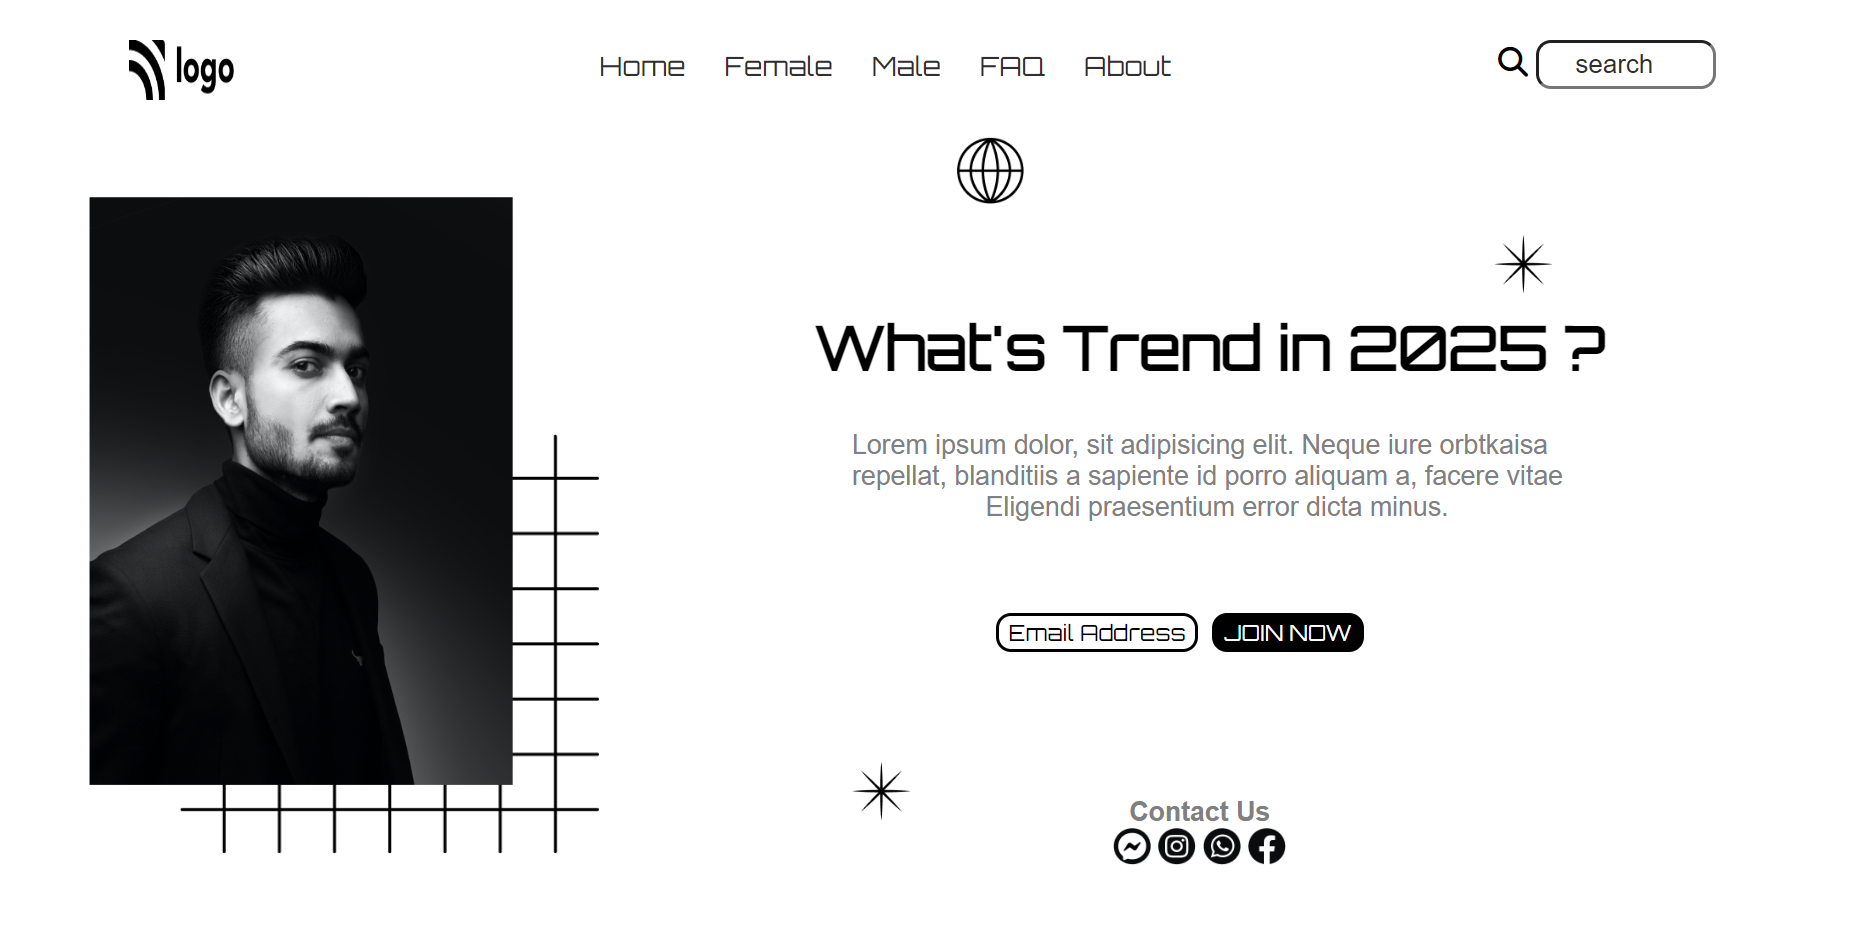 logo
Home Female Male FAQ About
search
What's Trend in 2025 ?
Lorem ipsum dolor, sit adipisicing elit. Neque iure orbtkaisa
repellat, blanditiis a sapiente id porro aliquam a, facere vitae
Eligendi praesentium error dicta minus.
Email Address JOIN NOW
Contact Us